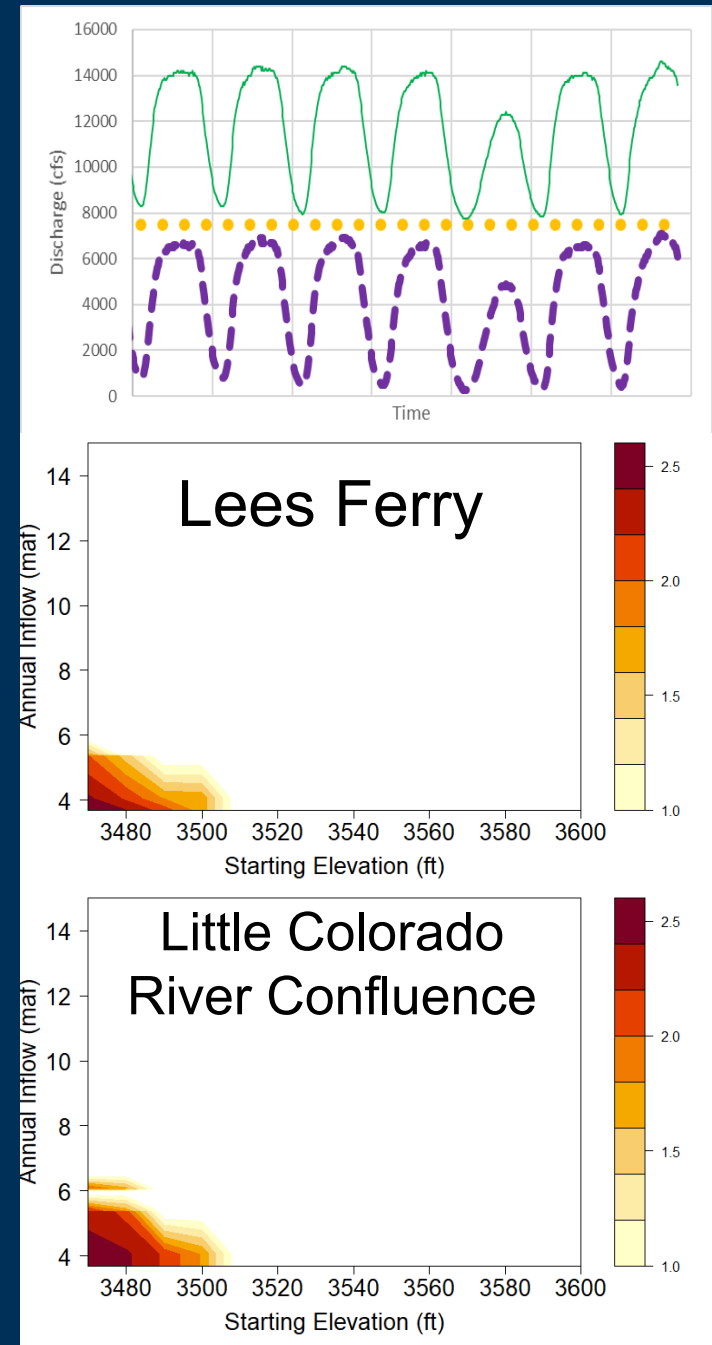 16000
14000
12000
10000
8000
6000
4000
2000
0
Discharge (cfs)
Time
Lees Ferry
14
12
10
8
6
4
Annual Inflow (maf)
3480 3500 3520 3540 3560 3580 3600
Starting Elevation (ft)
2.5
2.0
1.5
1.0
Little Colorado
River Confluence
14
12
10
8
6
4
Annual Inflow (maf)
3480 3500 3520 3540 3560 3580 3600
Starting Elevation (ft)
2.5
2.0
1.5
1.0